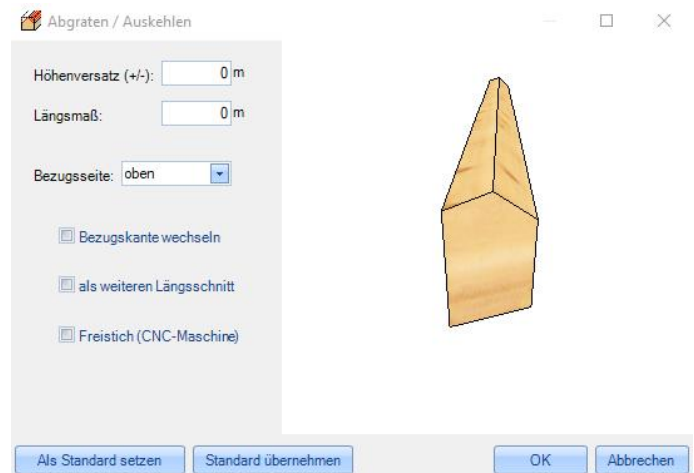 Abgraten / Auskehlen
Höhenversatz (+/-): 0 m
Längsmaß: 0 m
Bezugsseite: oben
Bezugskante wechseln
als weiteren Längsschnitt
Freistich (CNC-Maschine)
Als Standard setzen Standard übernehmen OK Abbrechen